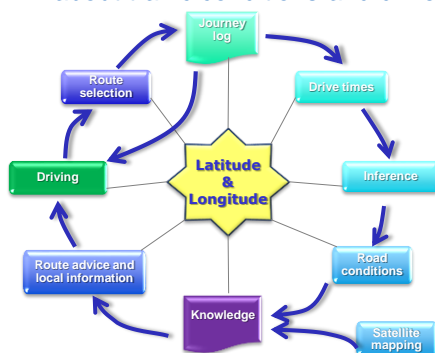 Journey
log
Route
selection
Drive times
Latitude
&
Longitude
Driving
Inference
Route advice and
local information
Road
conditions
Knowledge
Satellite
mapping